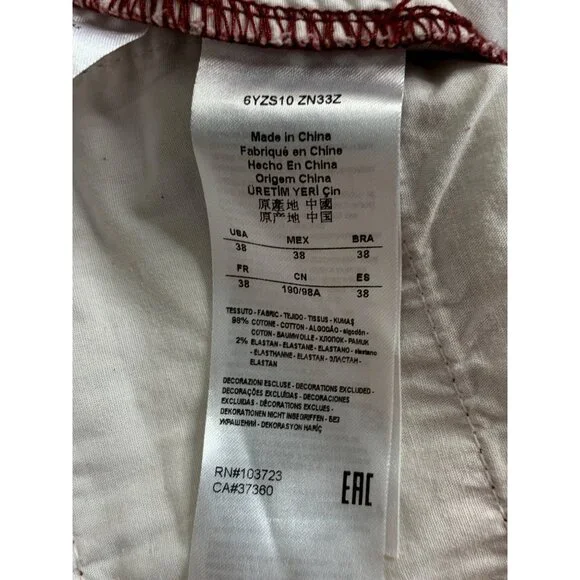 6YZS10 ZN33Z
Made in China
Fabriqué en Chine
Hecho En China
Origem China
ÜRETİM YERİ Çin
原產地 中國
原产地 中国
USA MEX BRA
38 38 38
FR CN ES
38 190/98A 38
TESSUTO - FABRIC - TEJIDO - TISSUS - KUMAŞ
98% COTONE - COTTON - ALGODÃO - algodón -
COTON - BAUMWOLLE - ХЛОПОК - PAMUK
2% ELASTAN - ELASTANE - ELASTANO -
- ÉLASTHANNE - ELASTAN - ЭЛАСТАН -
ELASTAN
DECORAZIONI ESCLUSE - DECORATIONS EXCLUDED -
DECORAÇÕES EXCLUÍDAS - DECORACIONES
EXCLUIDAS - DÉCORATIONS EXCLUES -
DEKORATIONEN NICHT INBEGRIFFEN - БЕЗ
УКРАШЕНИЙ - DEKORASYON HARİÇ
RN#103723
CA#37360
EAC